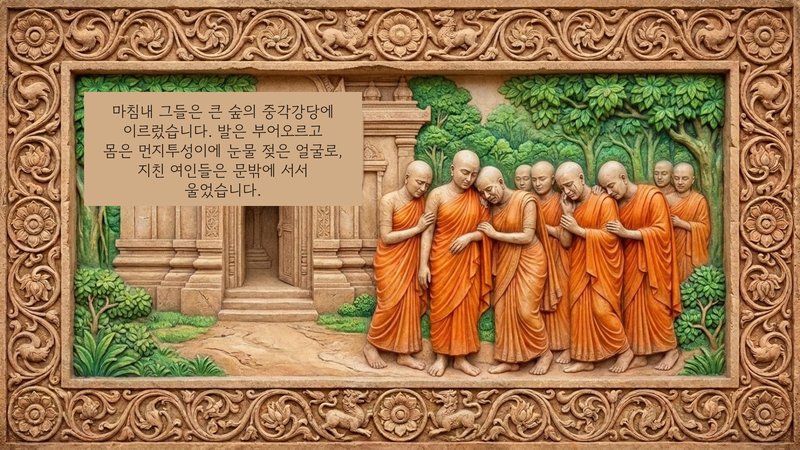 마침내 그들은 큰 숲의 중각강당에
이르렀습니다. 발은 부어오르고
몸은 먼지투성이에 눈물 젖은 얼굴로,
지친 여인들은 문밖에 서서
울었습니다.